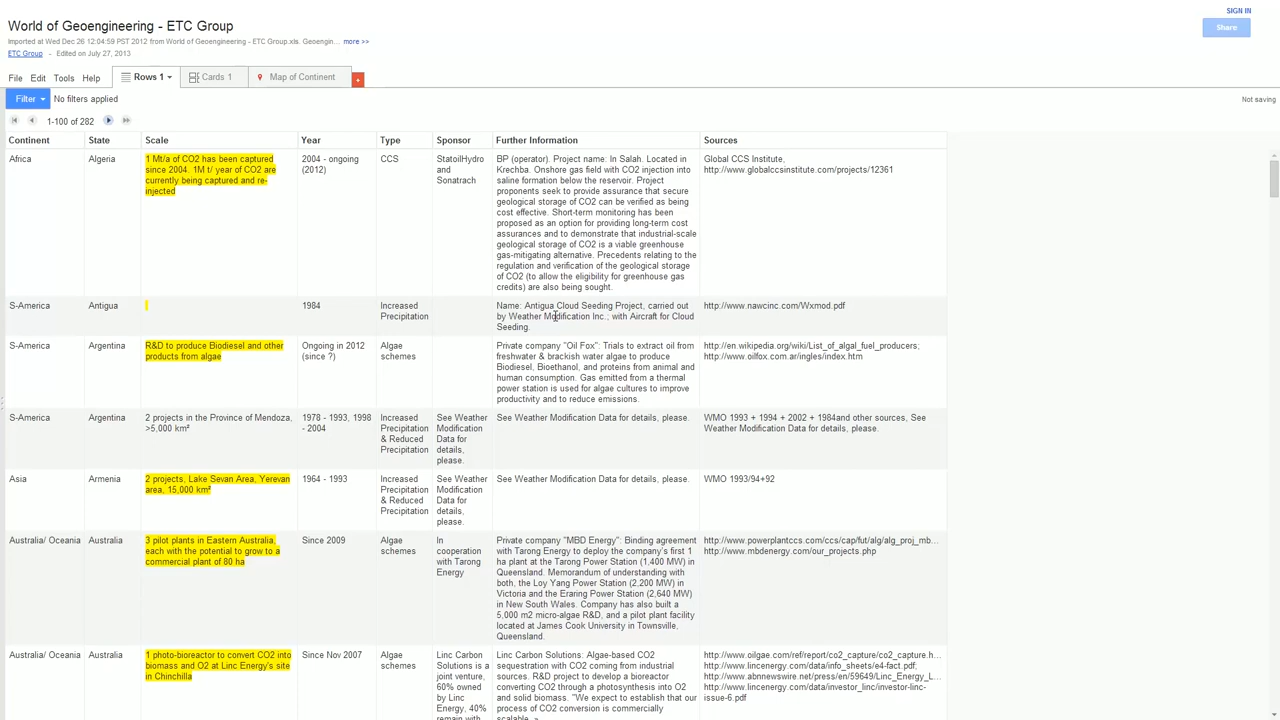 SIGN IN
World of Geoengineering - ETC Group
Share
Imported at Wed Dec 26 12:04:59 PST 2012 from World of Geoengineering - ETC Group.xls. Geoengin... more >>
ETC Group - Edited on July 27, 2013
File Edit Tools Help Rows 1 Cards 1 Map of Continent +
Filter No filters applied
Not saving
1-100 of 282
Continent State Scale Year Type Sponsor Further Information Sources
Africa
Algeria
1 Mt/a of CO2 has been captured
since 2004. 1M t/ year of CO2 are
currently being captured and re-
injected
2004 - ongoing
(2012)
CCS
StatoilHydro
and
Sonatrach
BP (operator). Project name: In Salah. Located in
Krechba. Onshore gas field with CO2 injection into
saline formation below the reservoir. Project
proponents seek to provide assurance that secure
geological storage of CO2 can be verified as being
cost effective. Short-term monitoring has been
proposed as an option for providing long-term cost
assurances and to demonstrate that industrial-scale
geological storage of CO2 is a viable greenhouse
gas-mitigating alternative. Precedents relating to the
regulation and verification of the geological storage
of CO2 (to allow the eligibility for greenhouse gas
credits) are also being sought.
Global CCS Institute,
http://www.globalccsinstitute.com/projects/12361
S-America
Antigua
1984
Increased
Precipitation
Name: Antigua Cloud Seeding Project, carried out
by Weather Modification Inc.; with Aircraft for Cloud
Seeding.
http://www.nawcinc.com/Wxmod.pdf
S-America
Argentina
R&D to produce Biodiesel and other
products from algae
Ongoing in 2012
(since ?)
Algae
schemes
Private company "Oil Fox": Trials to extract oil from
freshwater & brackish water algae to produce
Biodiesel, Bioethanol, and proteins from animal and
human consumption. Gas emitted from a thermal
power station is used for algae cultures to improve
productivity and to reduce emissions.
http://en.wikipedia.org/wiki/List_of_algal_fuel_producers;
http://www.oilfox.com.ar/ingles/index.htm
S-America
Argentina
2 projects in the Province of Mendoza,
>5,000 km²
1978 - 1993, 1998
- 2004
Increased
Precipitation
& Reduced
Precipitation
See Weather
Modification
Data for
details,
please.
See Weather Modification Data for details, please.
WMO 1993 + 1994 + 2002 + 1984and other sources, See
Weather Modification Data for details, please.
Asia
Armenia
2 projects, Lake Sevan Area, Yerevan
area, 15,000 km²
1964 - 1993
Increased
Precipitation
& Reduced
Precipitation
See Weather
Modification
Data for
details,
please.
See Weather Modification Data for details, please.
WMO 1993/94+92
Australia/ Oceania
Australia
3 pilot plants in Eastern Australia,
each with the potential to grow to a
commercial plant of 80 ha
Since 2009
Algae
schemes
In
cooperation
with Tarong
Energy
Private company "MBD Energy": Binding agreement
with Tarong Energy to deploy the company's first 1
ha plant at the Tarong Power Station (1,400 MW) in
Queensland. Memorandum of understanding with
both, the Loy Yang Power Station (2,200 MW) in
Victoria and the Eraring Power Station (2,640 MW)
in New South Wales. Company has also built a
5,000 m2 micro-algae R&D, and a pilot plant facility
located at James Cook University in Townsville,
Queensland.
http://www.powerplantccs.com/ccs/cap/fut/alg/alg_proj_mb...
http://www.mbdenergy.com/our_projects.php
Australia/ Oceania
Australia
1 photo-bioreactor to convert CO2 into
biomass and O2 at Linc Energy's site
in Chinchilla
Since Nov 2007
Algae
schemes
Linc Carbon
Solutions is a
joint venture,
60% owned
by Linc
Energy, 40%
remain with
Linc Carbon Solutions: Algae-based CO2
sequestration with CO2 coming from industrial
sources. R&D project to develop a bioreactor
converting CO2 through a photosynthesis into O2
and solid biomass. "We expect to establish that our
process of CO2 conversion is commercially
scalable
http://www.oilgae.com/ref/report/co2_capture/co2_capture.h...
http://www.lincenergy.com/data/info_sheets/e4-fact.pdf;
http://www.abnnewswire.net/press/en/59649/Linc_Energy_L...
http://www.lincenergy.com/data/investor_linc/investor-linc-
issue-6.pdf